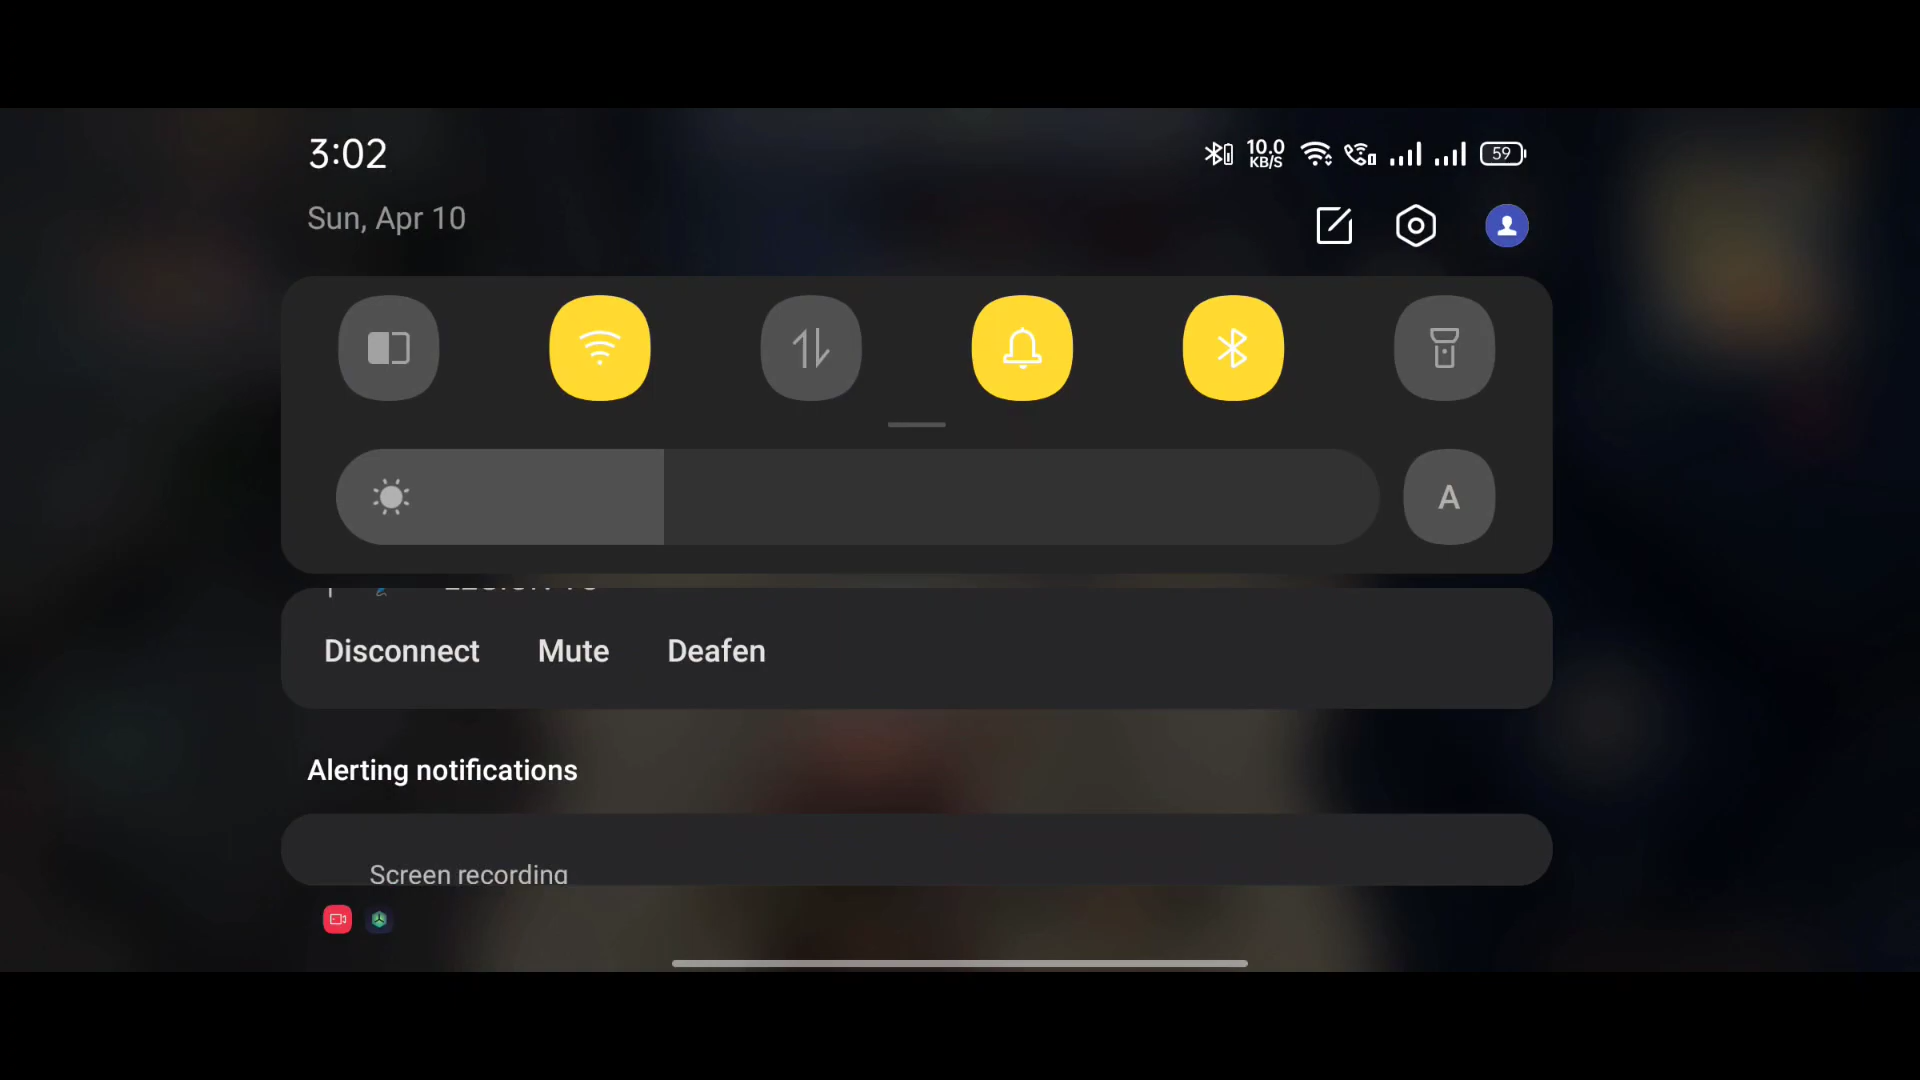 3:02
10.0
KB/S
59
Sun, Apr 10
A
Disconnect Mute Deafen
Alerting notifications
Screen recording